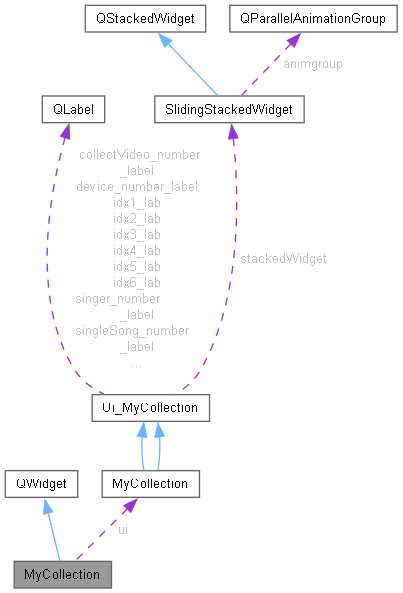 QStackedWidget
QParallelAnimationGroup
animgroup
QLabel
SlidingStackedWidget
collectVideo_number
_label
device_number_label
idx1_lab
idx2_lab
idx3_lab
idx4_lab
idx5_lab
idx6_lab
singer_number
_label
singleSong_number
_label
...
stackedWidget
Ui_MyCollection
QWidget
MyCollection
ui
MyCollection